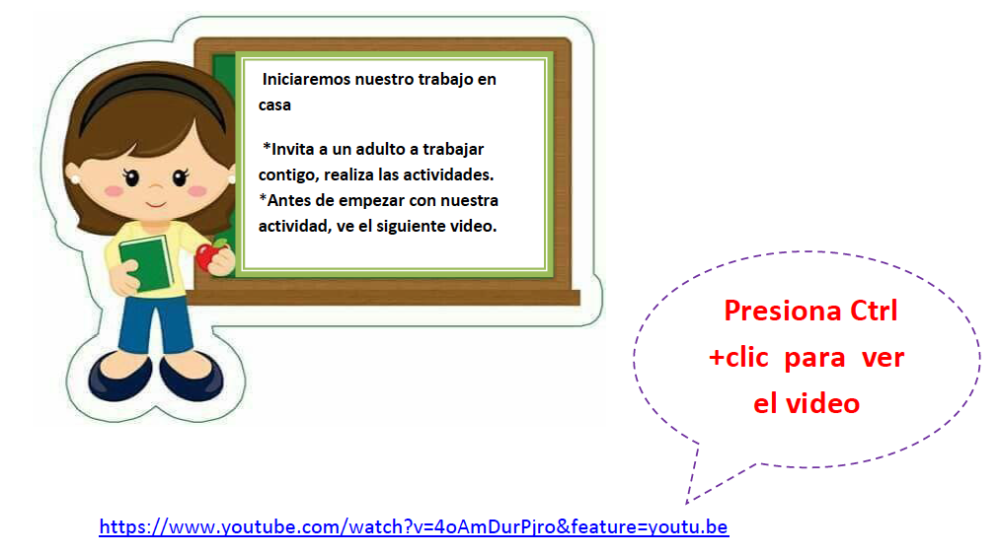 Iniciaremos nuestro trabajo en
casa
*Invita a un adulto a trabajar
contigo, realiza las actividades.
*Antes de empezar con nuestra
actividad, ve el siguiente video.
Presiona Ctrl
+clic para ver
el video
https://www.youtube.com/watch?v=4oAmDurPjro&feature=youtu.be